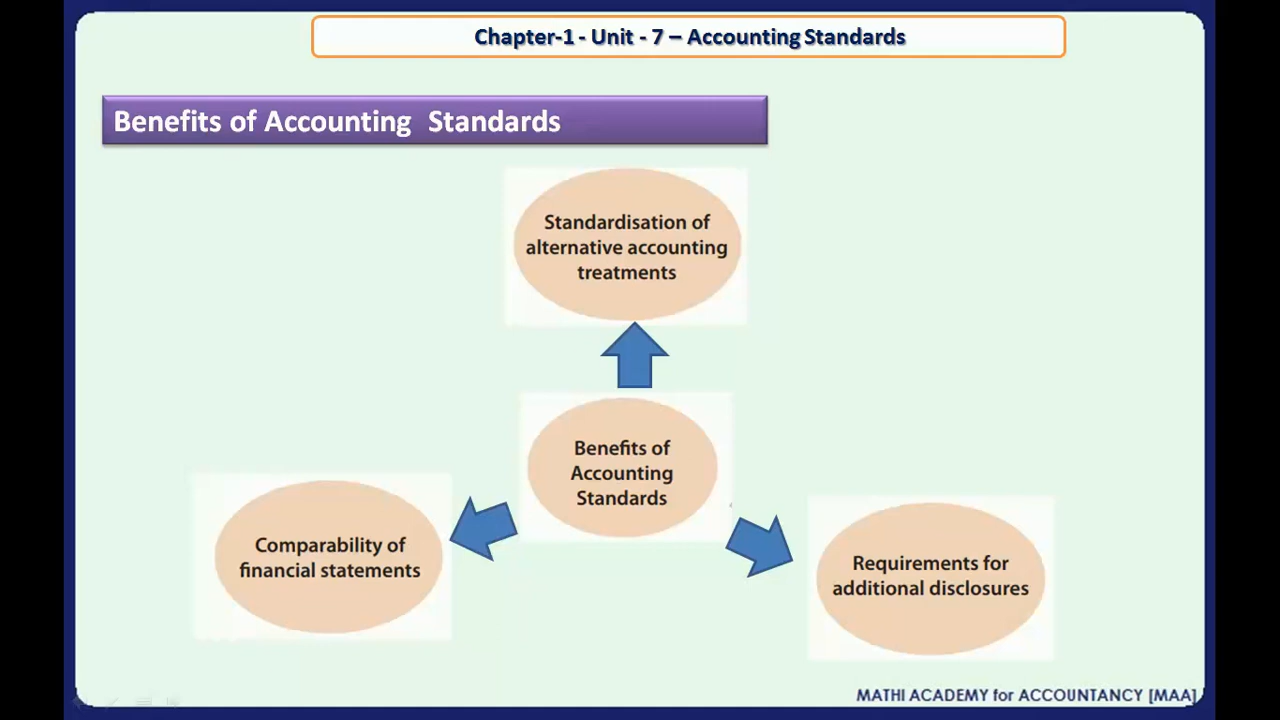 Chapter-1 - Unit - 7 – Accounting Standards
Benefits of Accounting Standards
Standardisation of
alternative accounting
treatments
Benefits of
Accounting
Standards
Comparability of
financial statements
Requirements for
additional disclosures
MATHI ACADEMY for ACCOUNTANCY [MAA]